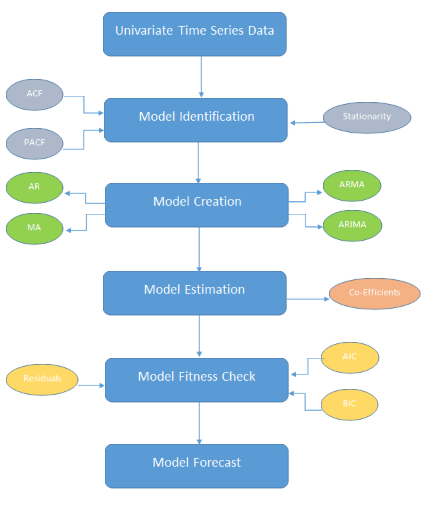 Univariate Time Series Data
ACF
Model Identification
Stationarity
PACF
AR
ARMA
Model Creation
MA
ARIMA
Model Estimation
Co-Efficients
AIC
Residuals
Model Fitness Check
BIC
Model Forecast